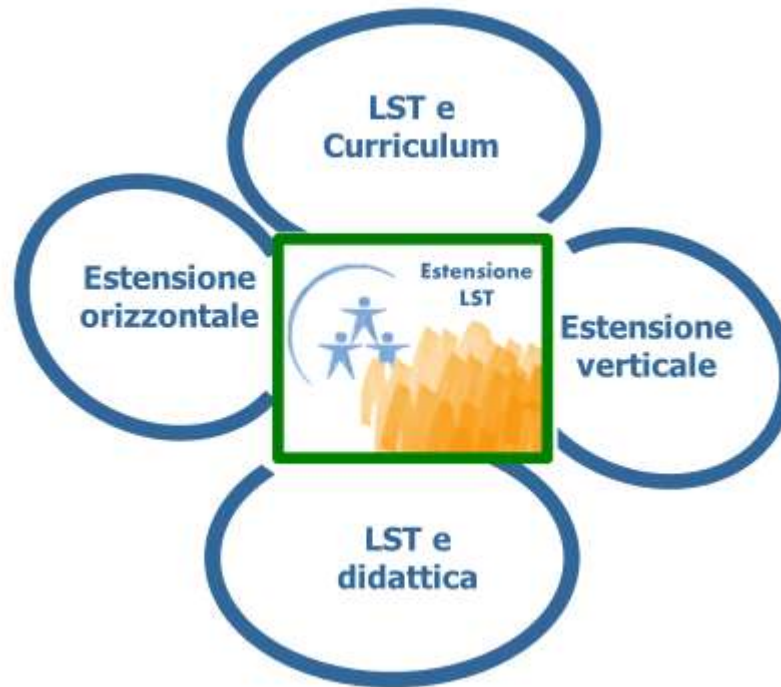 LST e
Curriculum
Estensione
orizzontale
Estensione
LST
Estensione
verticale
LST e
didattica